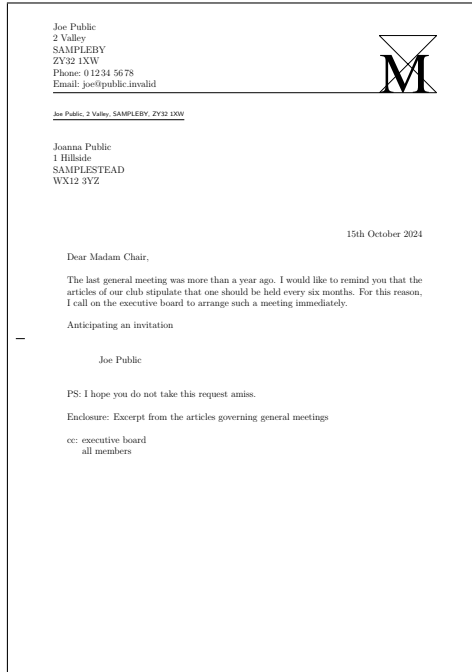 Joe Public
2 Valley
SAMPLEBY
ZY32 1XW
Phone: 0 12 34 56 78
Email: joe@public.invalid
M
Joe Public, 2 Valley, SAMPLEBY, ZY32 1XW
Joanna Public
1 Hillside
SAMPLESTEAD
WX12 3YZ
15th October 2024
Dear Madam Chair,
The last general meeting was more than a year ago. I would like to remind you that the
articles of our club stipulate that one should be held every six months. For this reason,
I call on the executive board to arrange such a meeting immediately.
Anticipating an invitation
Joe Public
PS: I hope you do not take this request amiss.
Enclosure: Excerpt from the articles governing general meetings
cc: executive board
all members